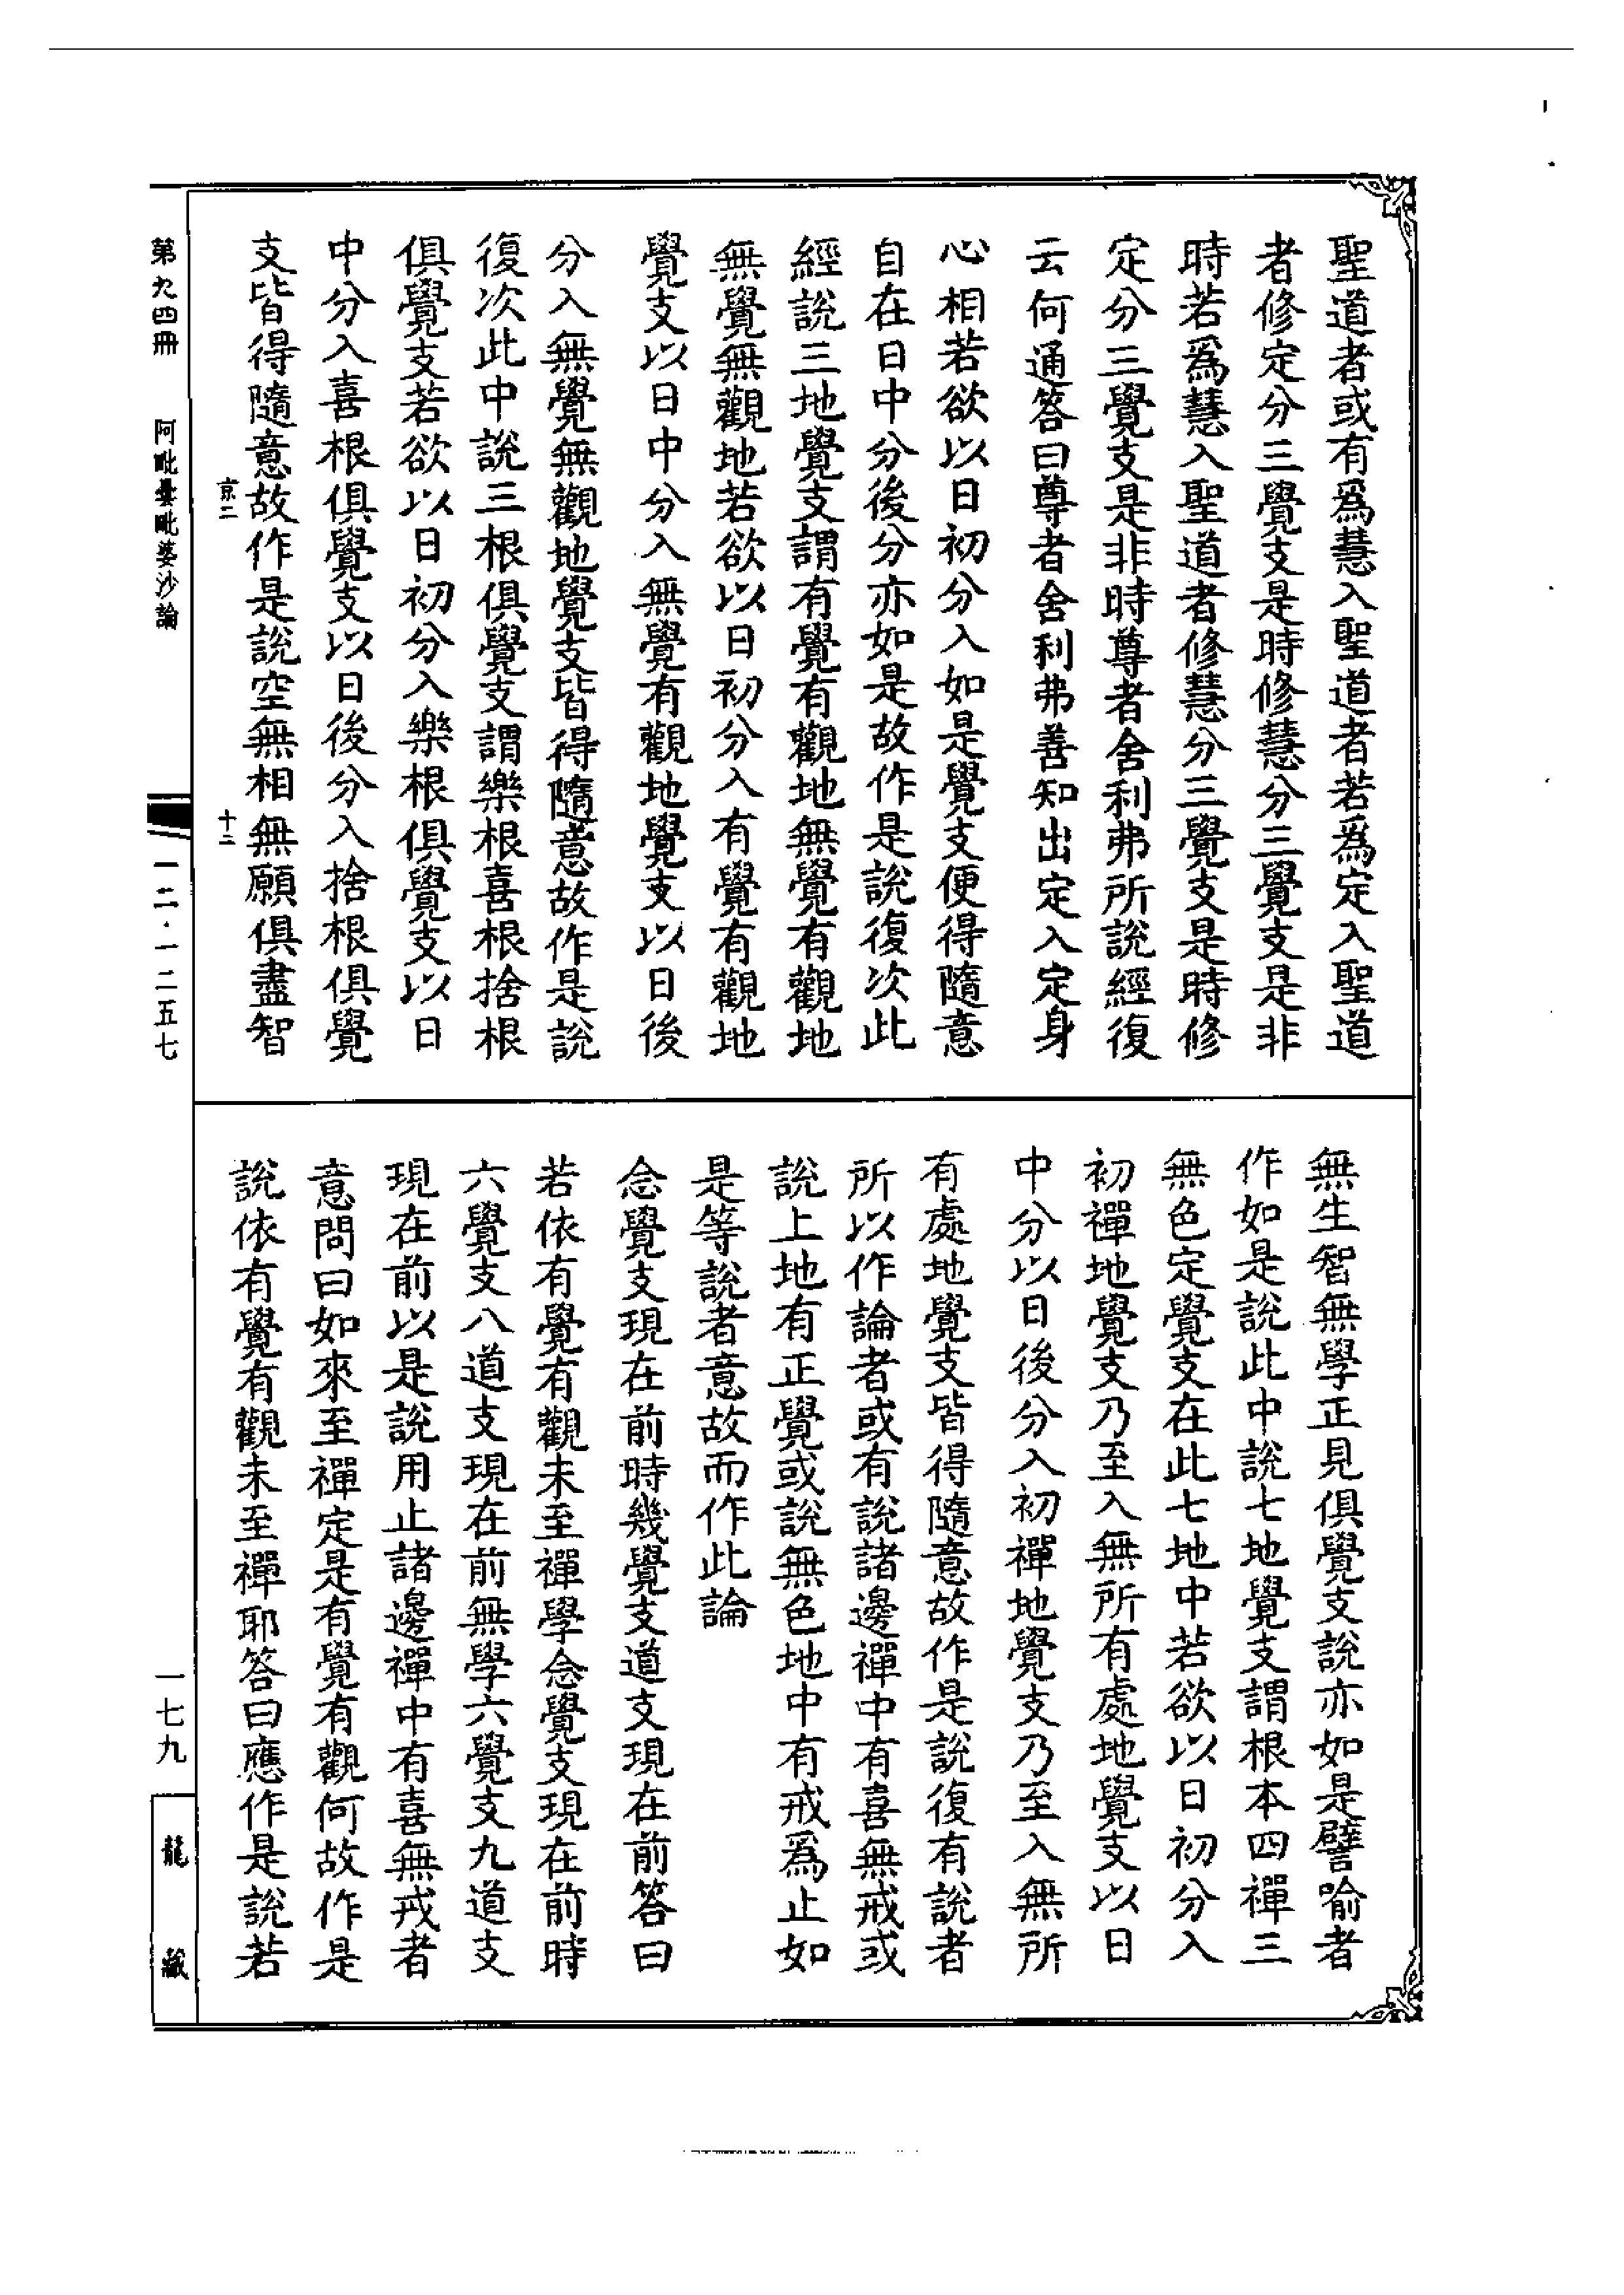 聖道者或有爲慧入聖道者若爲定入聖道
者修定分三覺支是時修慧分三覺支是非
時若爲慧入聖道者修慧分三覺支是時修
定分三覺支是非時尊者舍利弗所說經復
云何通答曰尊者舍利弗善知出定入定身
心相若欲以日初分入如是覺支便得隨意
自在日中分後分亦如是故作是說復次此
經說三地覺支謂有覺有觀地無覺有觀地
無覺無觀地若欲以日初分入有覺有觀地
覺支以日中分入無覺有觀地覺支以日後
分入無覺無觀地覺支皆得隨意故作是說
復次此中說三根俱覺支謂樂根喜根捨根
俱覺支若欲以日初分入樂根俱覺支以日
中分入喜根俱覺支以日後分入捨根俱覺
支皆得隨意故作是說空無相無願俱盡智
京二
十二
無生智無學正見俱覺支說亦如是譬喻者
作如是說此中說七地覺支謂根本四禪三
無色定覺支在此七地中若欲以日初分入
初禪地覺支乃至入無所有處地覺支以日
中分以日後分入初禪地覺支乃至入無所
有處地覺支皆得隨意故作是說復有說者
所以作論者或有說諸邊禪中有喜無戒或
說上地有正覺或說無色地中有戒爲止如
是等說者意故而作此論
念覺支現在前時幾覺支道支現在前答曰
若依有覺有觀未至禪學念覺支現在前時
六覺支八道支現在前無學六覺支九道支
現在前以是說用止諸邊禪中有喜無戒者
意問曰如來至禪定是有覺有觀何故作是
說依有覺有觀未至禪耶答曰應作是說若
第九四冊
阿毗曇毗婆沙論
一二·一二五七
一七九
龍藏